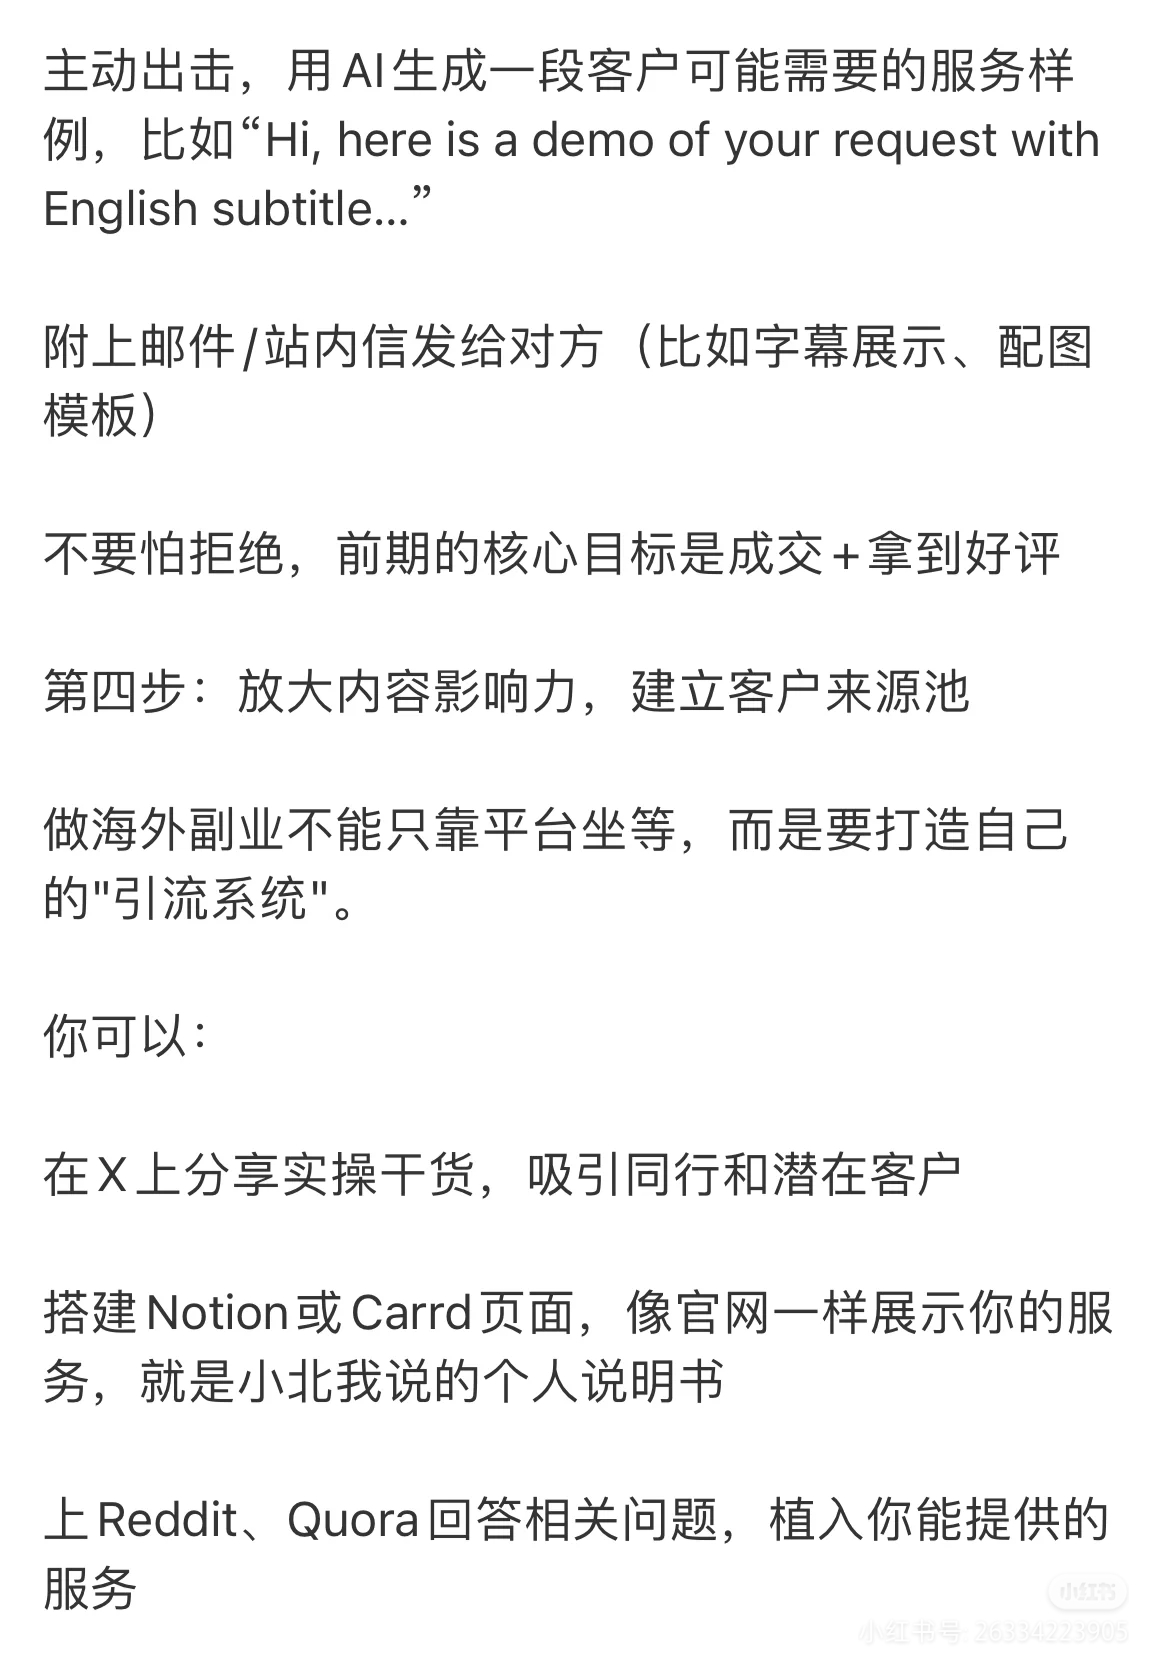 主动出击，用AI生成一段客户可能需要的服务样
例，比如“Hi, here is a demo of your request with
English subtitle...”
附上邮件/站内信发给对方（比如字幕展示、配图
模板）
不要怕拒绝，前期的核心目标是成交+拿到好评
第四步：放大内容影响力，建立客户来源池
做海外副业不能只靠平台坐等，而是要打造自己
的"引流系统"。
你可以：
在X上分享实操干货，吸引同行和潜在客户
搭建Notion或Carrd页面，像官网一样展示你的服
务，就是小北我说的个人说明书
上Reddit、Quora回答相关问题，植入你能提供的
服务
小红书
小红书号: 26334223905